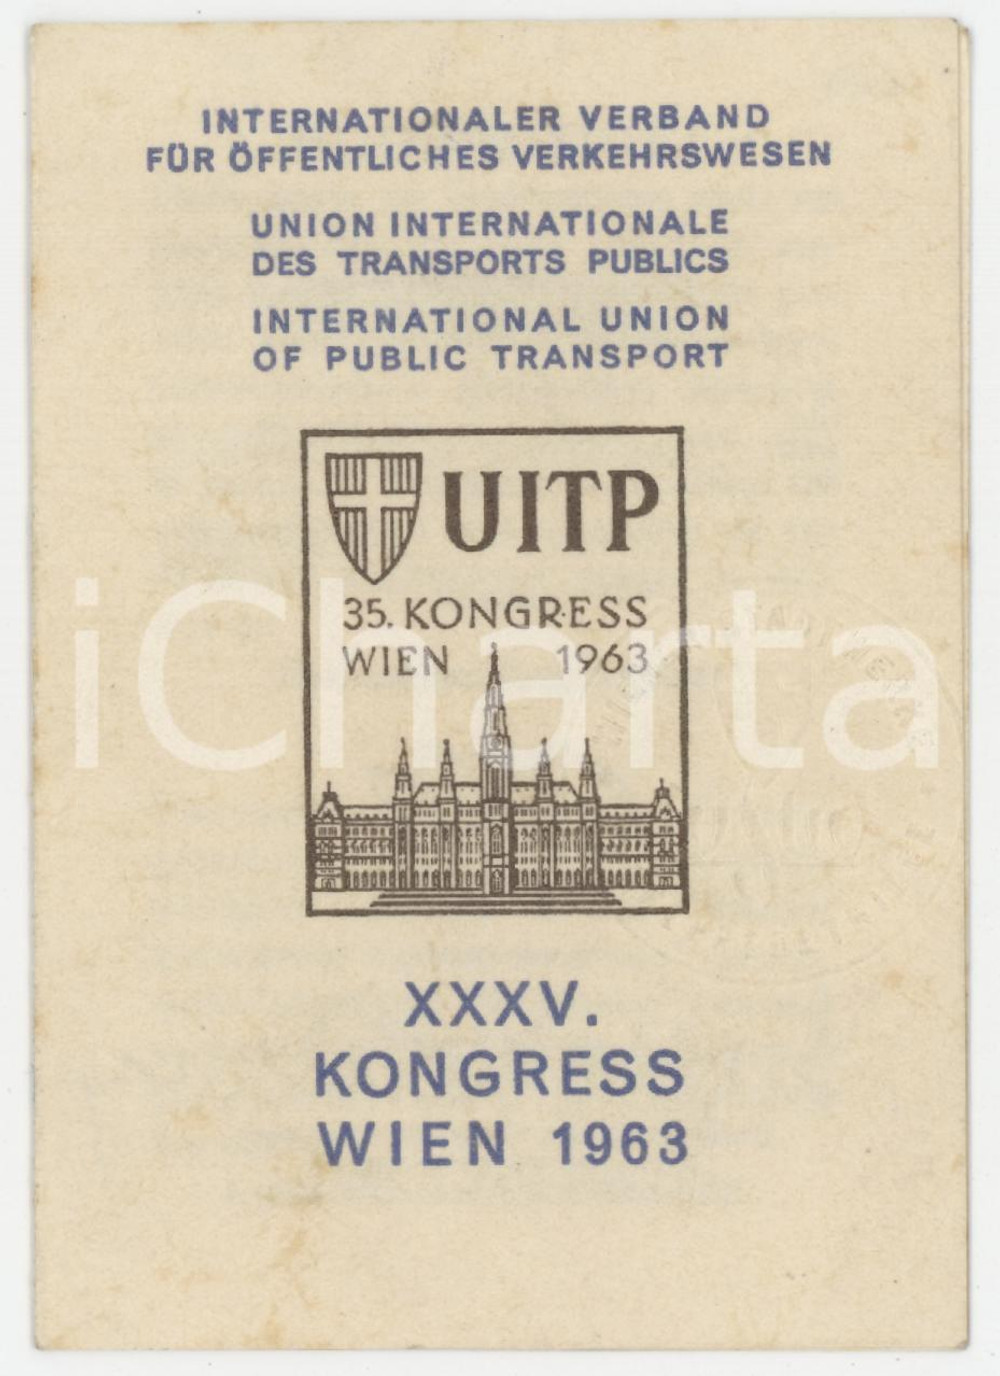 INTERNATIONALER VERBAND
FÜR ÖFFENTLICHES VERKEHRSWESEN
UNION INTERNATIONALE
DES TRANSPORTS PUBLICS
INTERNATIONAL UNION
OF PUBLIC TRANSPORT
UITP
35. KONGRESS
WIEN 1963
iCharta
XXXV.
KONGRESS
WIEN 1963